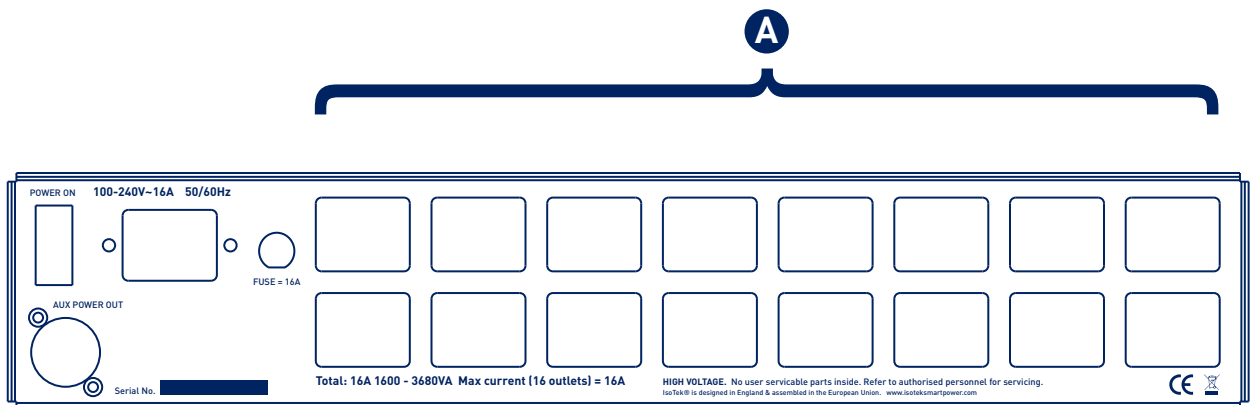 A
POWER ON
100-240V~16A 50/60Hz
FUSE = 16A
AUX POWER OUT
Serial No.
Total: 16A 1600 - 3680VA Max current (16 outlets) = 16A
HIGH VOLTAGE. No user servicable parts inside. Refer to authorised personnel for servicing.
IsoTek® is designed in England & assembled in the European Union. www.isoteksmartpower.com
CE